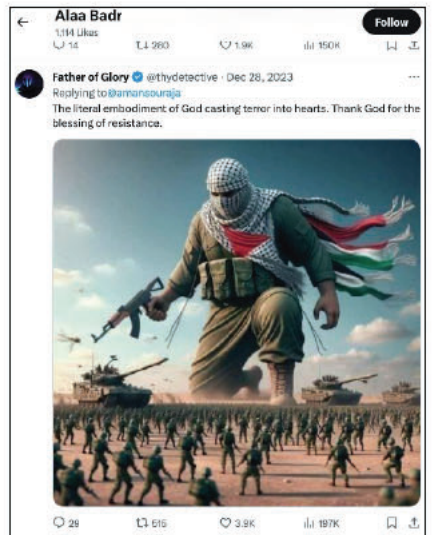 Alaa Badr
1,114 Likes
Follow
14 260 1.9K 150K
Father of Glory @thydetective · Dec 28, 2023 ...
Replying to @amansouraja
The literal embodiment of God casting terror into hearts. Thank God for the
blessing of resistance.
29 515 3.9K 197K